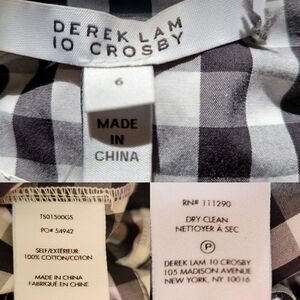 DEREK LAM
10 CROSBY
6
MADE
IN
CHINA
TS01500GS
PO# 54942
SELF/EXTÉRIEUR:
100% COTTON/COTON
MADE IN CHINA
FABRIQUÉ EN CHINE
RN# 111290
DRY CLEAN
NETTOYER À SEC
P
DEREK LAM 10 CROSBY
105 MADISON AVENUE
NEW YORK, NY 10016